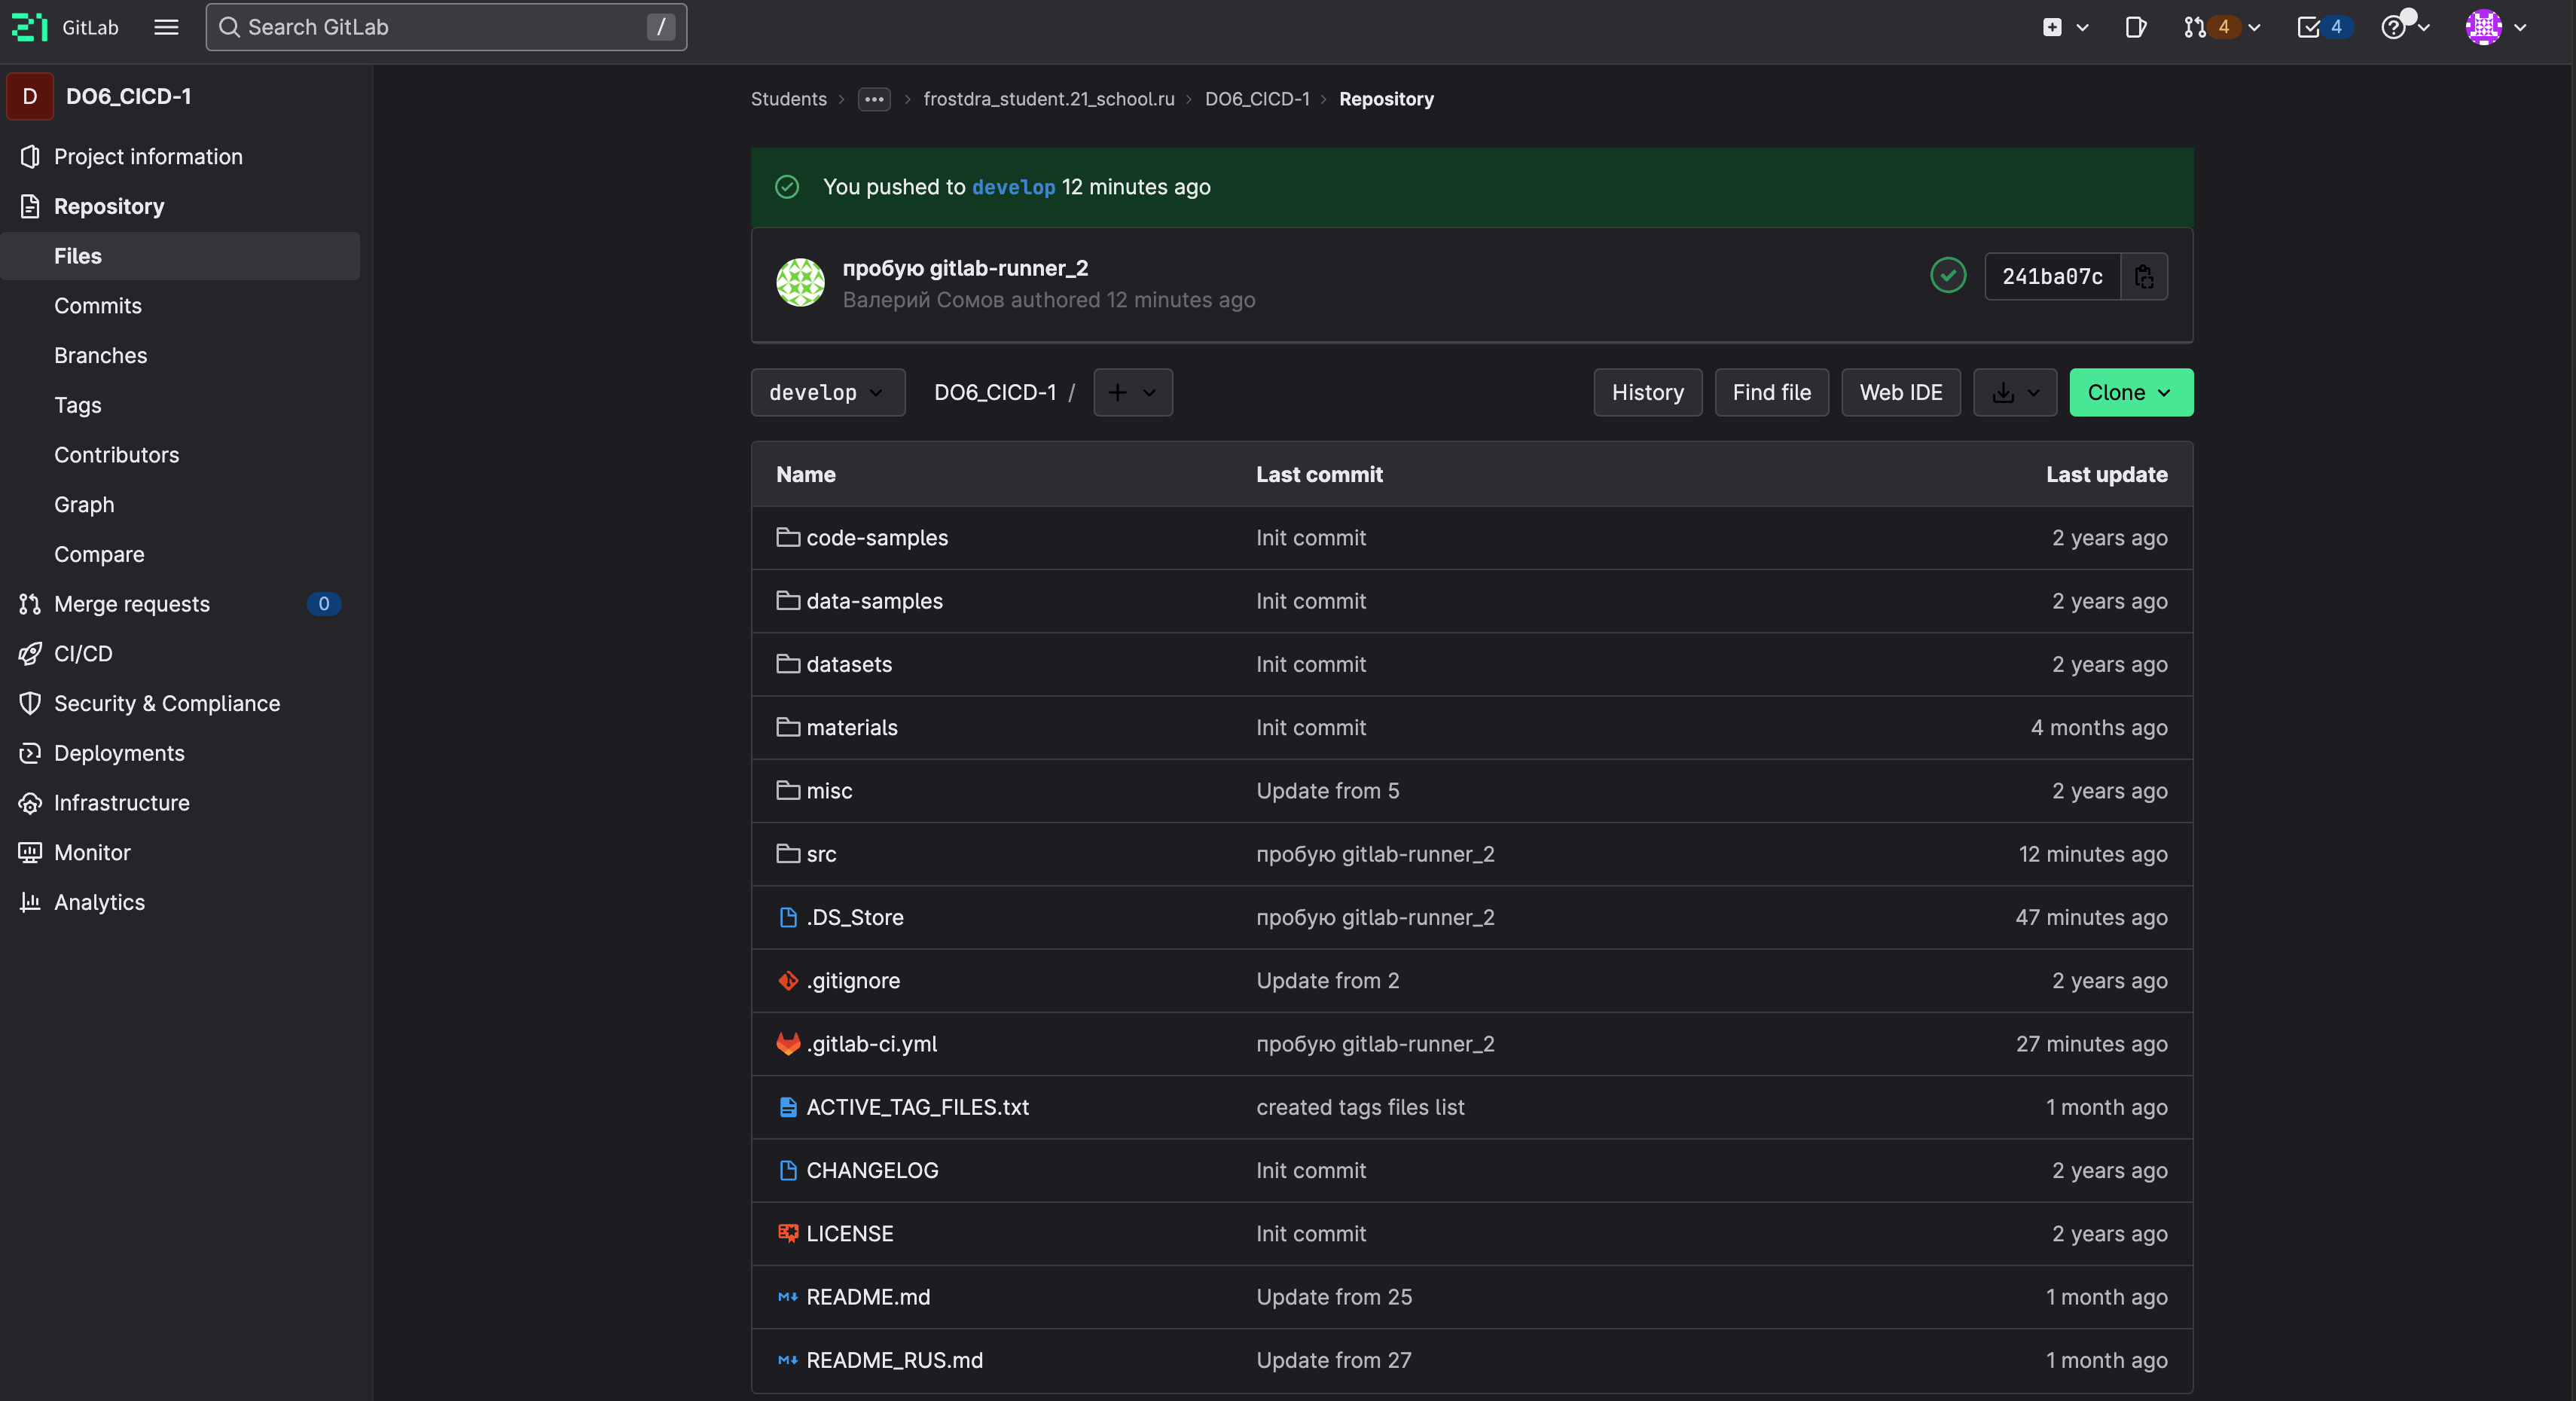 GitLab
Search GitLab /
4
4
D DO6_CICD-1
Project information
Repository
Files
Commits
Branches
Tags
Contributors
Graph
Compare
Merge requests 0
CI/CD
Security & Compliance
Deployments
Infrastructure
Monitor
Analytics
Students › ••• › frostdra_student.21_school.ru › DO6_CICD-1 › Repository
You pushed to develop 12 minutes ago
пробую gitlab-runner_2
Валерий Сомов authored 12 minutes ago
241ba07c
develop DO6_CICD-1 / +
History Find file Web IDE Clone
Name Last commit Last update
code-samples Init commit 2 years ago
data-samples Init commit 2 years ago
datasets Init commit 2 years ago
materials Init commit 4 months ago
misc Update from 5 2 years ago
src пробую gitlab-runner_2 12 minutes ago
.DS_Store пробую gitlab-runner_2 47 minutes ago
.gitignore Update from 2 2 years ago
.gitlab-ci.yml пробую gitlab-runner_2 27 minutes ago
ACTIVE_TAG_FILES.txt created tags files list 1 month ago
CHANGELOG Init commit 2 years ago
LICENSE Init commit 2 years ago
README.md Update from 25 1 month ago
README_RUS.md Update from 27 1 month ago